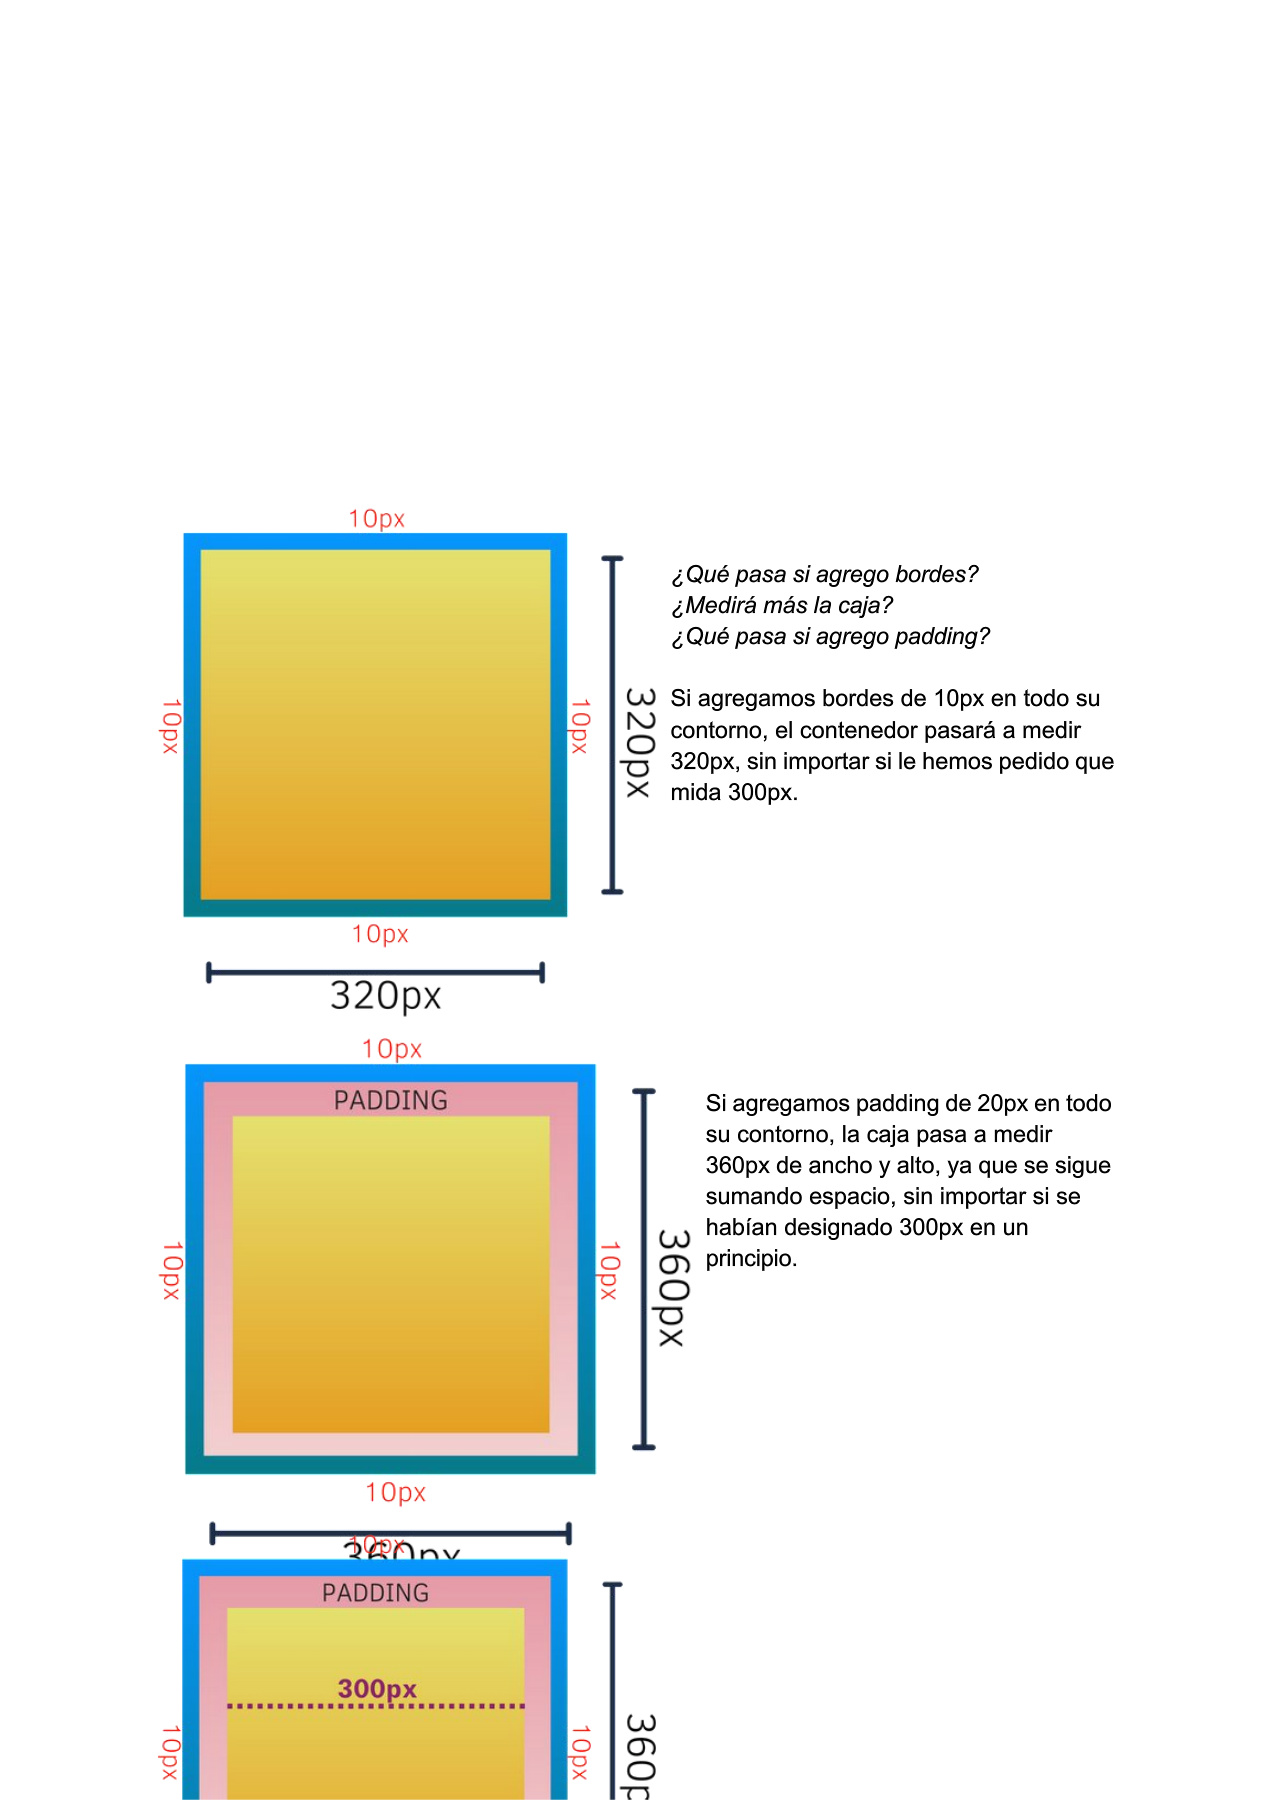 10px
¿Qué pasa si agrego bordes?
¿Medirá más la caja?
¿Qué pasa si agrego padding?
10px
10px
320px
Si agregamos bordes de 10px en todo su
contorno, el contenedor pasará a medir
320px, sin importar si le hemos pedido que
mida 300px.
10px
320px
10px
PADDING
Si agregamos padding de 20px en todo
su contorno, la caja pasa a medir
360px de ancho y alto, ya que se sigue
sumando espacio, sin importar si se
habían designado 300px en un
principio.
10px
10px
360px
10px
360px
10px
PADDING
300px
10px
10px
360p